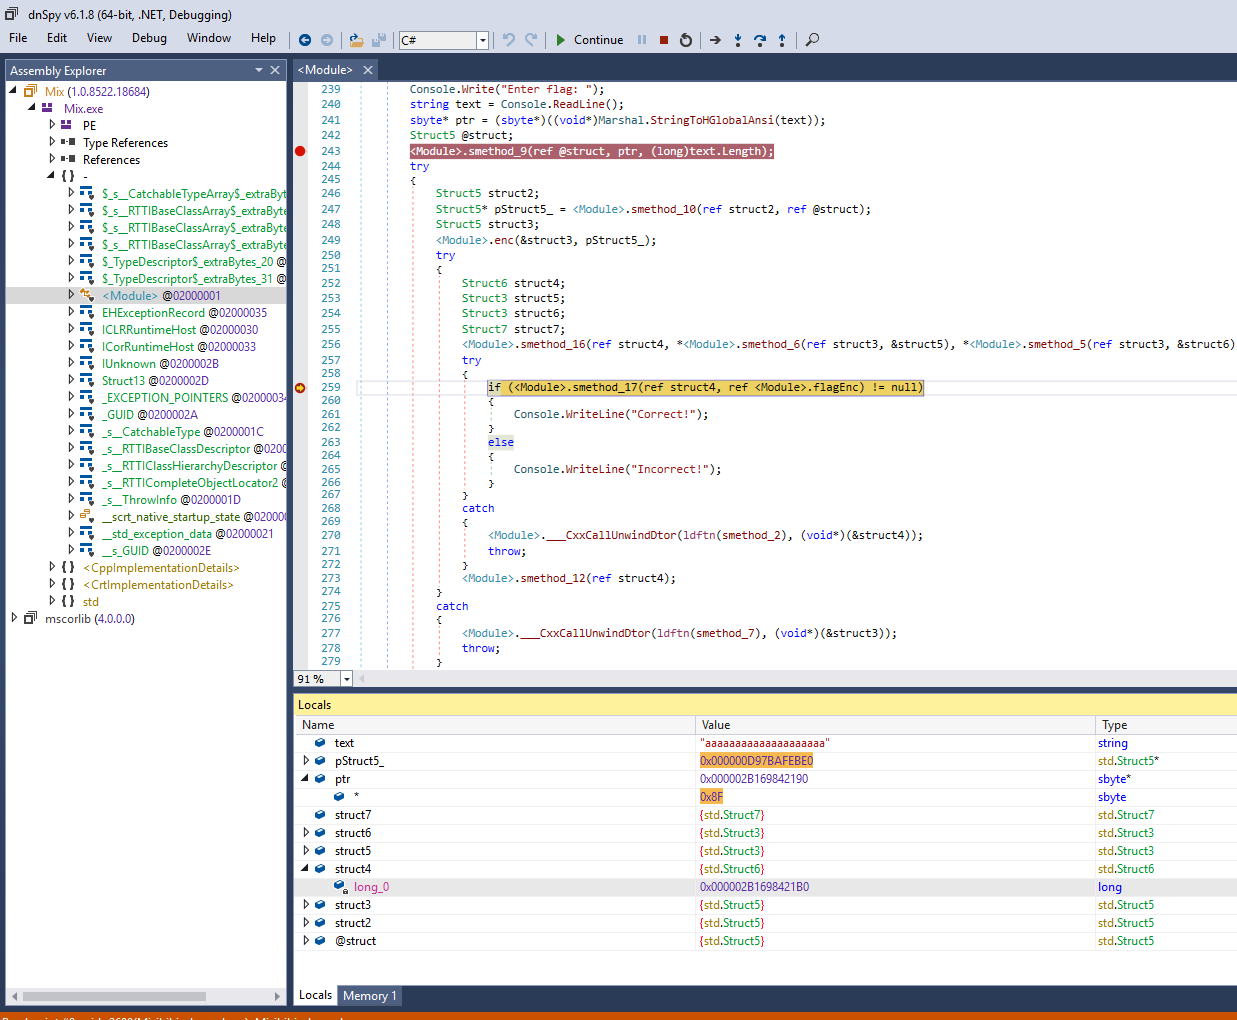 dnSpy v6.1.8 (64-bit, .NET, Debugging)
File Edit View Debug Window Help C# Continue
Assembly Explorer
Mix (1.0.8522.18684)
Mix.exe
PE
Type References
References
{ } -
$_s__CatchableTypeArray$_extraByt
$_s__RTTIBaseClassArray$_extraByte
$_s__RTTIBaseClassArray$_extraByte
$_s__RTTIBaseClassArray$_extraByte
$_TypeDescriptor$_extraBytes_20 @
$_TypeDescriptor$_extraBytes_31 @
<Module> @02000001
EHExceptionRecord @02000035
ICLRRuntimeHost @02000030
ICorRuntimeHost @02000033
IUnknown @0200002B
Struct13 @0200002D
_EXCEPTION_POINTERS @02000034
_GUID @0200002A
_s__CatchableType @0200001C
_s__RTTIBaseClassDescriptor @0200
_s__RTTIClassHierarchyDescriptor @
_s__RTTICompleteObjectLocator2 @
_s__ThrowInfo @0200001D
__scrt_native_startup_state @02000
__std_exception_data @02000021
__s_GUID @0200002E
{ } <CppImplementationDetails>
{ } <CrtImplementationDetails>
{ } std
mscorlib (4.0.0.0)
<Module>
239 Console.Write("Enter flag: ");
240 string text = Console.ReadLine();
241 sbyte* ptr = (sbyte*)((void*)Marshal.StringToHGlobalAnsi(text));
242 Struct5 @struct;
243 <Module>.smethod_9(ref @struct, ptr, (long)text.Length);
244 try
245 {
246 Struct5 struct2;
247 Struct5* pStruct5_ = <Module>.smethod_10(ref struct2, ref @struct);
248 Struct5 struct3;
249 <Module>.enc(&struct3, pStruct5_);
250 try
251 {
252 Struct6 struct4;
253 Struct3 struct5;
254 Struct3 struct6;
255 Struct7 struct7;
256 <Module>.smethod_16(ref struct4, *<Module>.smethod_6(ref struct3, &struct5), *<Module>.smethod_5(ref struct3, &struct6)
257 try
258 {
259 if (<Module>.smethod_17(ref struct4, ref <Module>.flagEnc) != null)
260 {
261 Console.WriteLine("Correct!");
262 }
263 else
264 {
265 Console.WriteLine("Incorrect!");
266 }
267 }
268 catch
269 {
270 <Module>.___CxxCallUnwindDtor(ldftn(smethod_2), (void*)(&struct4));
271 throw;
272 }
273 <Module>.smethod_12(ref struct4);
274 }
275 catch
276 {
277 <Module>.___CxxCallUnwindDtor(ldftn(smethod_7), (void*)(&struct3));
278 throw;
279 }
91 %
Locals
Name Value Type
text "aaaaaaaaaaaaaaaaaaaa" string
pStruct5_ 0x000000D97BAFEBE0 std.Struct5*
ptr 0x000002B169842190 sbyte*
* 0x8F sbyte
struct7 {std.Struct7} std.Struct7
struct6 {std.Struct3} std.Struct3
struct5 {std.Struct3} std.Struct3
struct4 {std.Struct6} std.Struct6
long_0 0x000002B1698421B0 long
struct3 {std.Struct5} std.Struct5
struct2 {std.Struct5} std.Struct5
@struct {std.Struct5} std.Struct5
Locals Memory 1